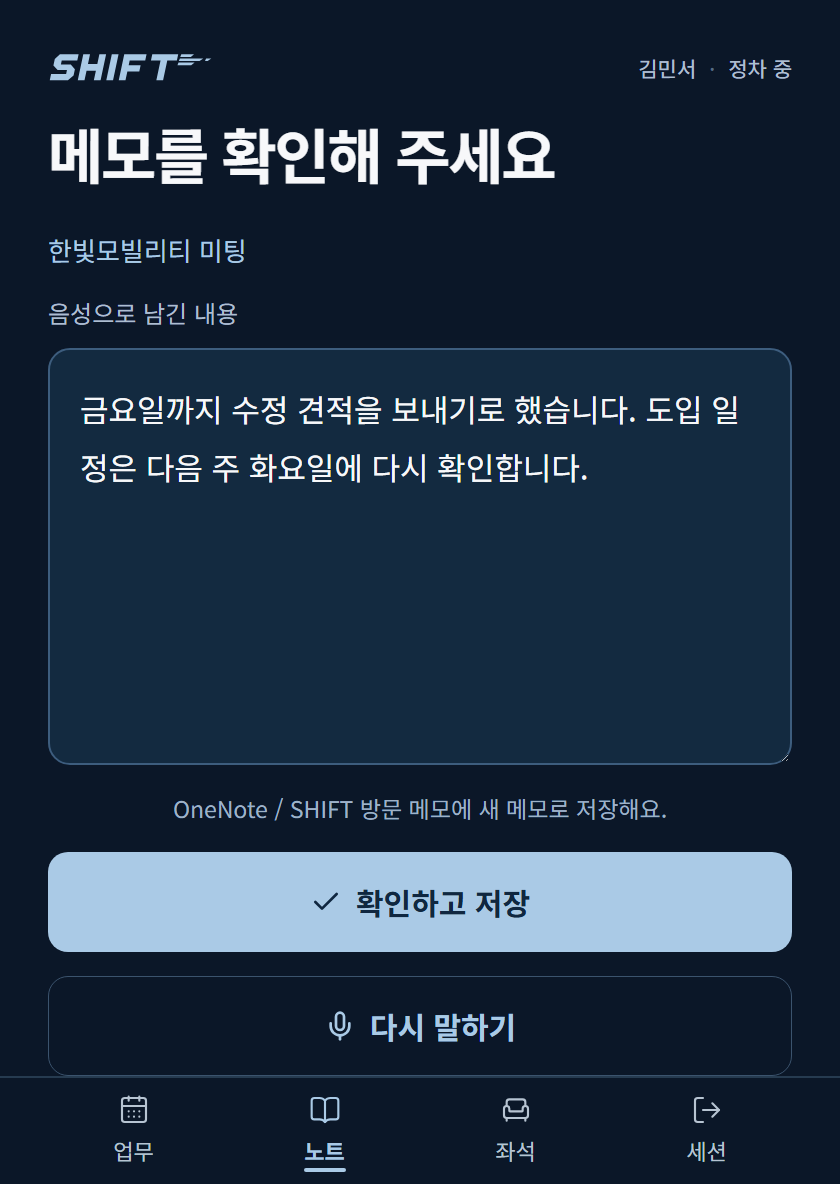 SHIFT
김민서 · 정차 중
메모를 확인해 주세요
한빛모빌리티 미팅
음성으로 남긴 내용
금요일까지 수정 견적을 보내기로 했습니다. 도입 일
정은 다음 주 화요일에 다시 확인합니다.
OneNote / SHIFT 방문 메모에 새 메모로 저장해요.
확인하고 저장
다시 말하기
업무
노트
좌석
세션